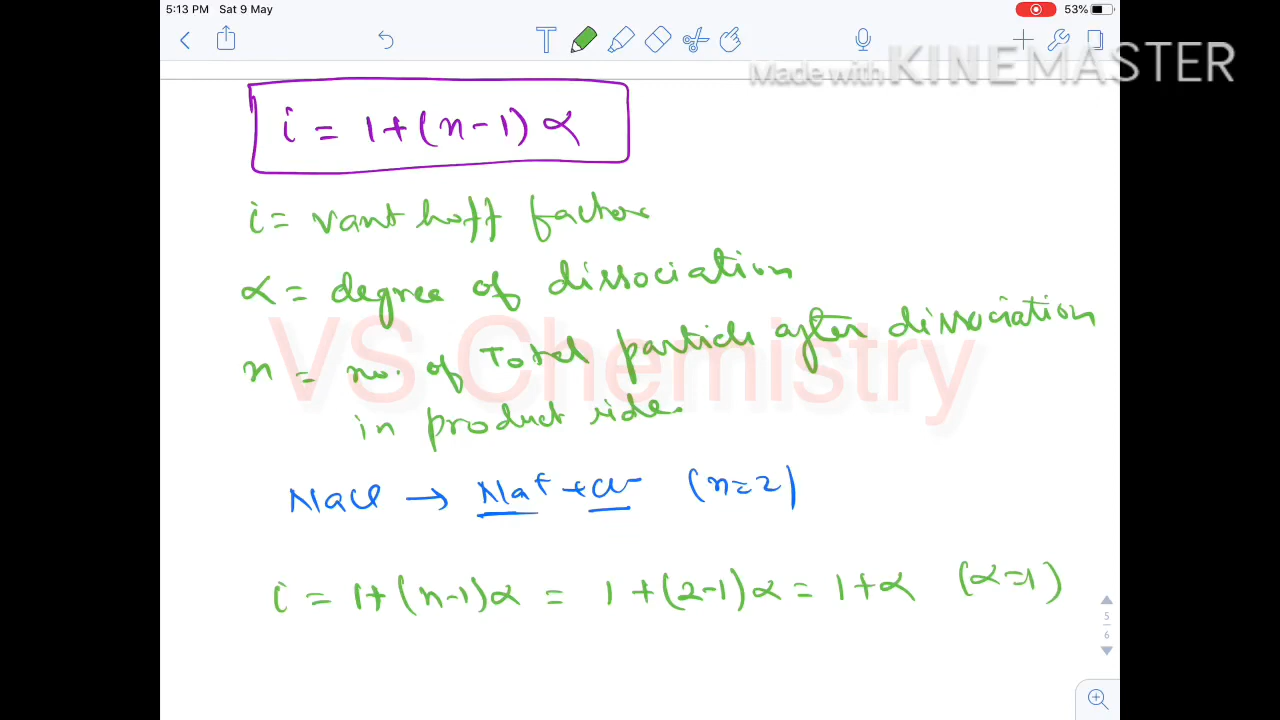 5:13 PM Sat 9 May 53%
Made with KINEMASTER
i = 1+(n-1)α
i= vant hoff factor
α= degree of dissociation
n = no. of Total particle after dissociation
in product side.
VS Chemistry
NaCl → Na⁺ + Cl⁻ (n=2)
i = 1+(n-1)α = 1+(2-1)α = 1+α (α=1)
5
6